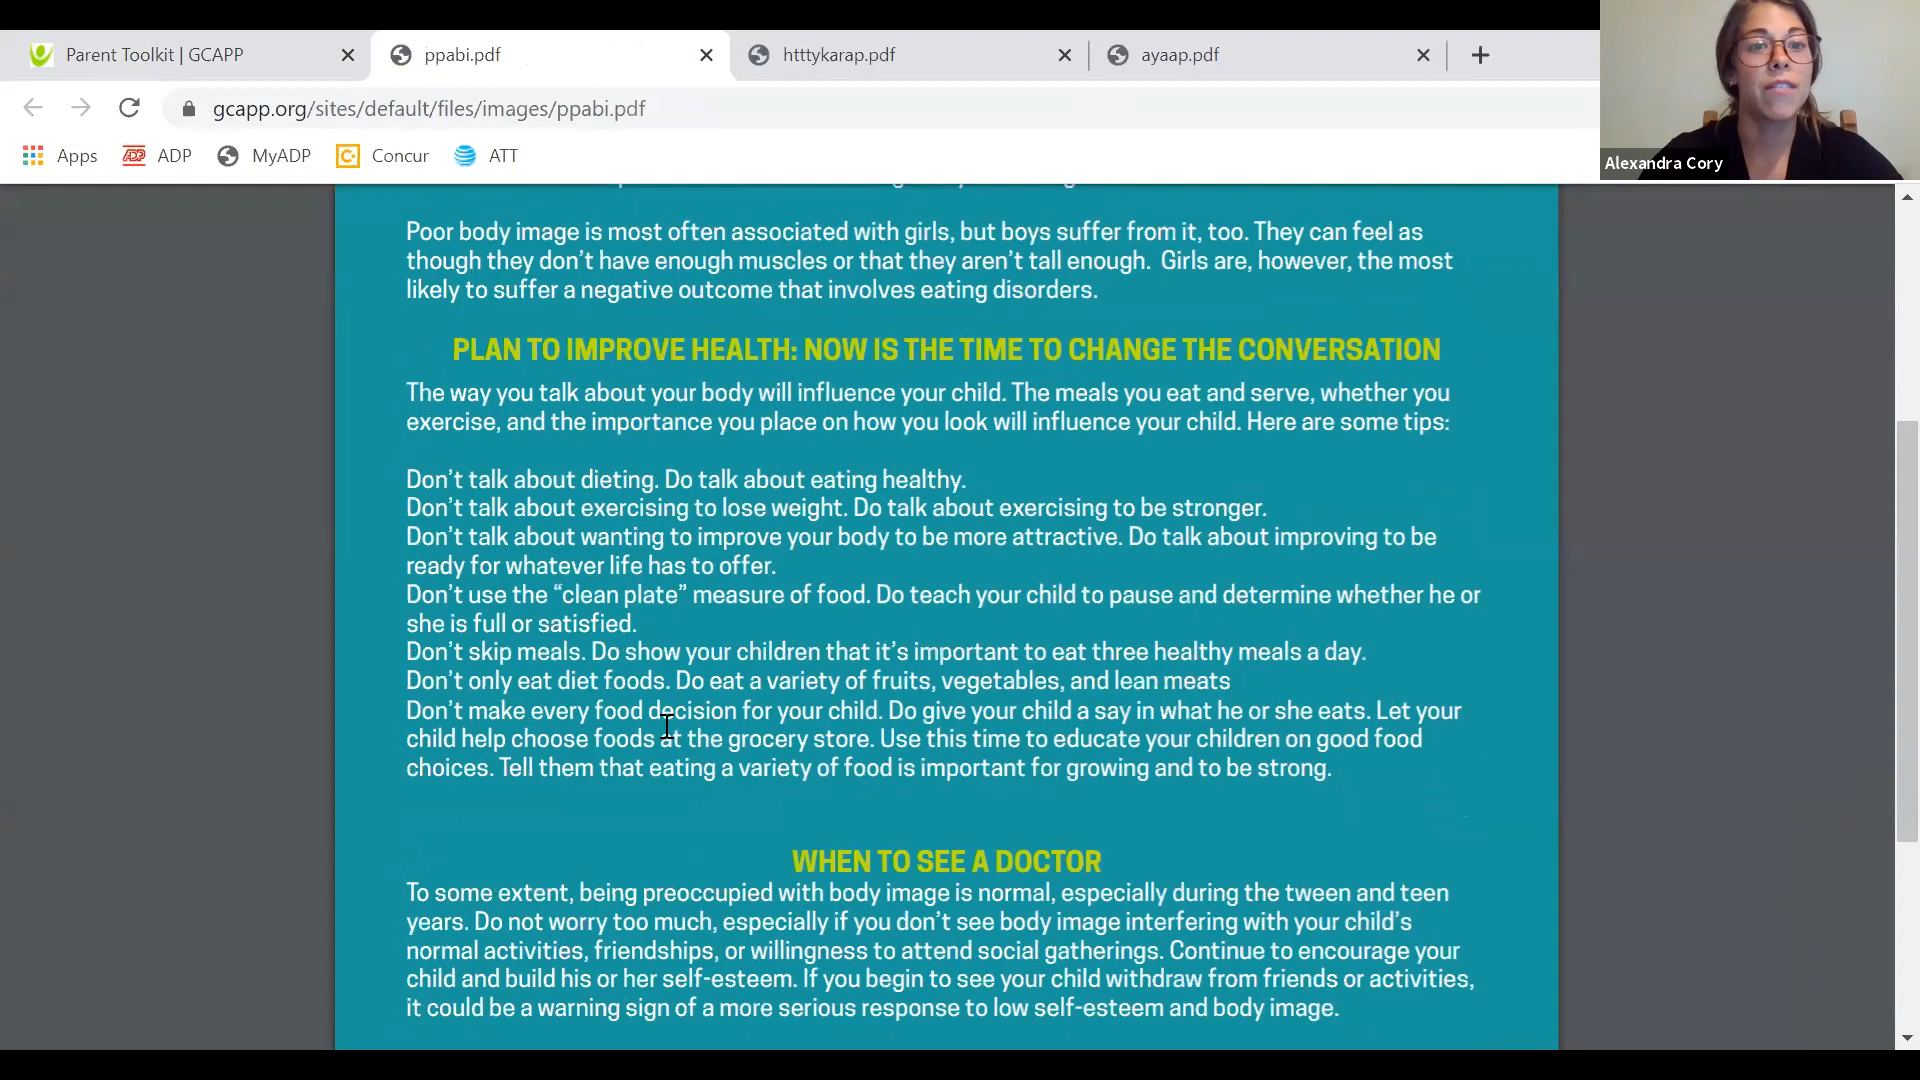 Parent Toolkit | GCAPP
ppabi.pdf
htttykarap.pdf
ayaap.pdf
gcapp.org/sites/default/files/images/ppabi.pdf
Apps
ADP
MyADP
Concur
ATT
Alexandra Cory
Poor body image is most often associated with girls, but boys suffer from it, too. They can feel as
though they don't have enough muscles or that they aren't tall enough.  Girls are, however, the most
likely to suffer a negative outcome that involves eating disorders.
PLAN TO IMPROVE HEALTH: NOW IS THE TIME TO CHANGE THE CONVERSATION
The way you talk about your body will influence your child. The meals you eat and serve, whether you
exercise, and the importance you place on how you look will influence your child. Here are some tips:
Don't talk about dieting. Do talk about eating healthy.
Don't talk about exercising to lose weight. Do talk about exercising to be stronger.
Don't talk about wanting to improve your body to be more attractive. Do talk about improving to be
ready for whatever life has to offer.
Don't use the “clean plate” measure of food. Do teach your child to pause and determine whether he or
she is full or satisfied.
Don't skip meals. Do show your children that it's important to eat three healthy meals a day.
Don't only eat diet foods. Do eat a variety of fruits, vegetables, and lean meats
Don't make every food decision for your child. Do give your child a say in what he or she eats. Let your
child help choose foods at the grocery store. Use this time to educate your children on good food
choices. Tell them that eating a variety of food is important for growing and to be strong.
WHEN TO SEE A DOCTOR
To some extent, being preoccupied with body image is normal, especially during the tween and teen
years. Do not worry too much, especially if you don't see body image interfering with your child's
normal activities, friendships, or willingness to attend social gatherings. Continue to encourage your
child and build his or her self-esteem. If you begin to see your child withdraw from friends or activities,
it could be a warning sign of a more serious response to low self-esteem and body image.